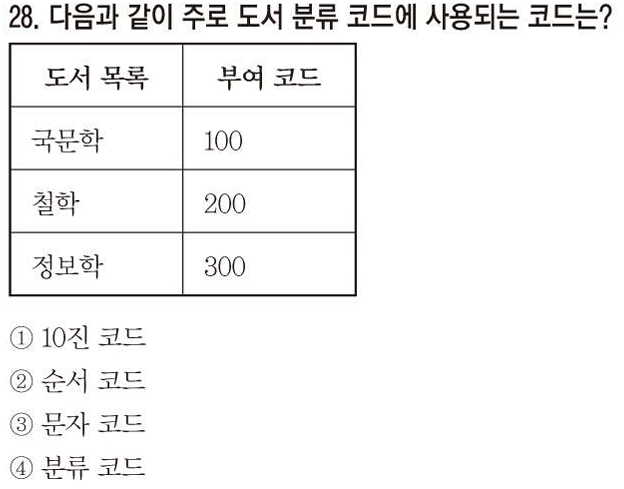 28. 다음과 같이 주로 도서 분류 코드에 사용되는 코드는?
도서 목록 부여 코드
국문학 100
철학 200
정보학 300
① 10진 코드
② 순서 코드
③ 문자 코드
④ 분류 코드